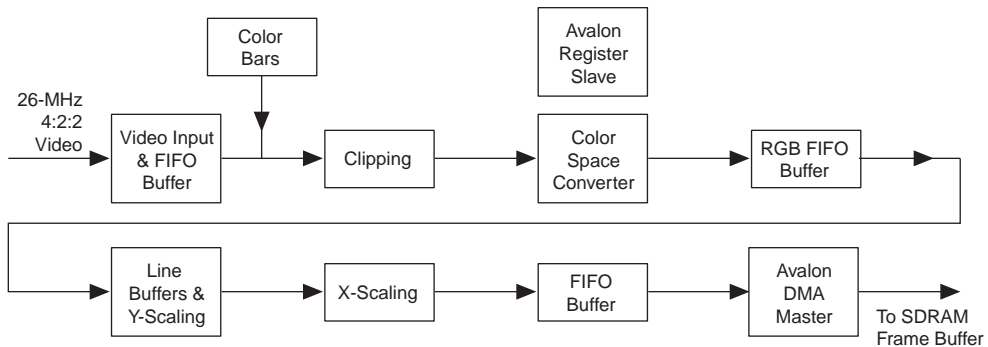 Color
Bars
Avalon
Register
Slave
26-MHz
4:2:2
Video
Video Input
& FIFO
Buffer
Clipping
Color
Space
Converter
RGB FIFO
Buffer
Line
Buffers &
Y-Scaling
X-Scaling
FIFO
Buffer
Avalon
DMA
Master
To SDRAM
Frame Buffer